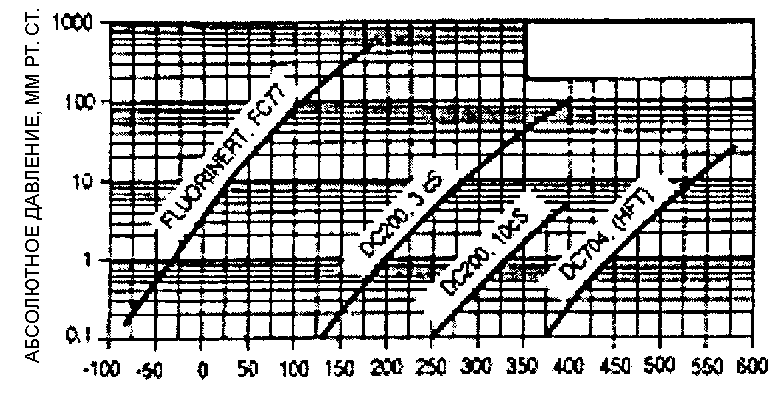 АБСОЛЮТНОЕ ДАВЛЕНИЕ, ММ РТ. СТ.
1000
100
10
1
0.1
FLUORINERT, FC77
DC200, 3 cS
DC200, 10cS
DC704, (HFT)
-100 -50 0 50 100 150 200 250 300 350 400 450 500 550 600